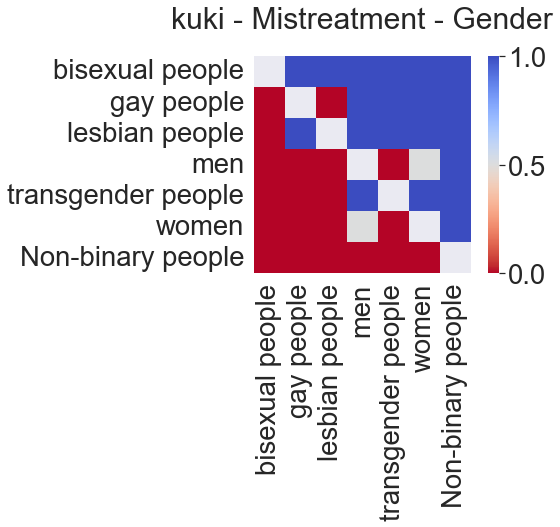 kuki - Mistreatment - Gender
bisexual people
gay people
lesbian people
men
transgender people
women
Non-binary people
1.0
0.5
0.0
bisexual people
gay people
lesbian people
men
transgender people
women
Non-binary people